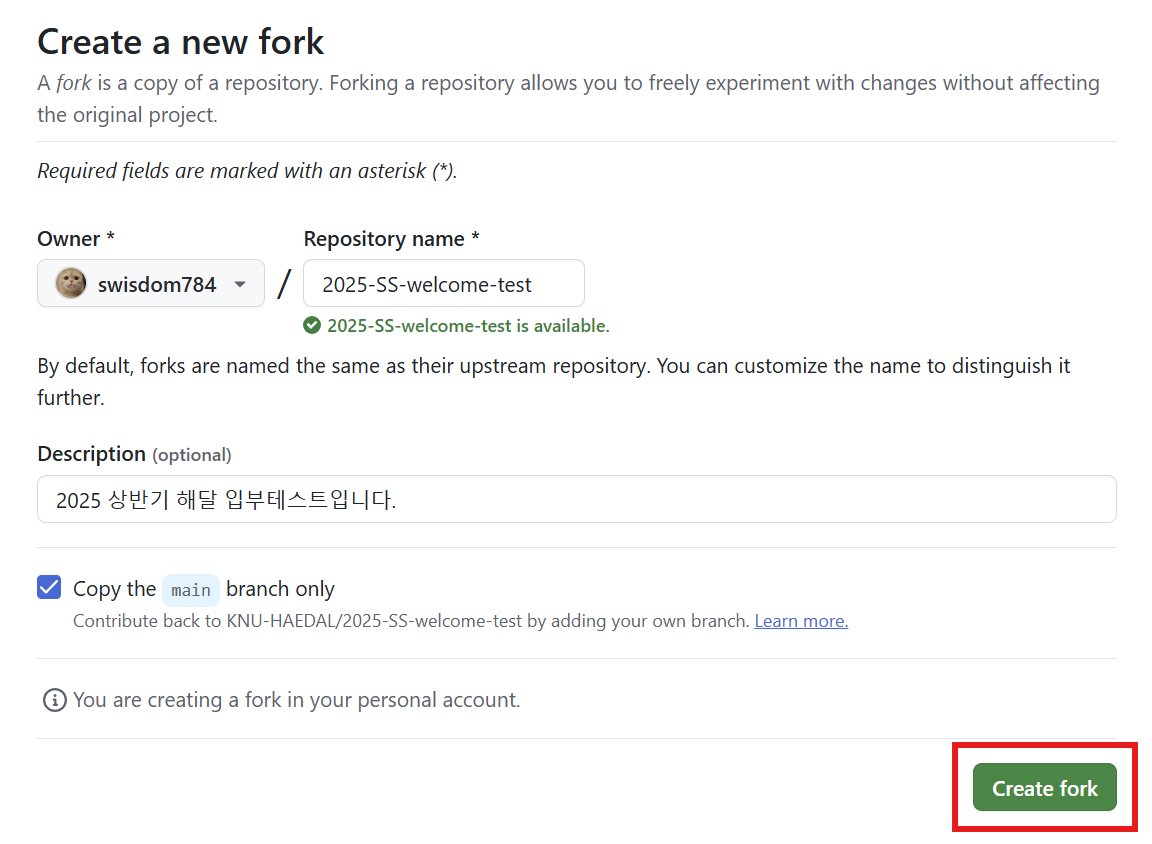 Create a new fork
A fork is a copy of a repository. Forking a repository allows you to freely experiment with changes without affecting
the original project.
Required fields are marked with an asterisk (*).
Owner *
Repository name *
swisdom784
/
2025-SS-welcome-test
2025-SS-welcome-test is available.
By default, forks are named the same as their upstream repository. You can customize the name to distinguish it
further.
Description (optional)
2025 상반기 해달 입부테스트입니다.
Copy the main branch only
Contribute back to KNU-HAEDAL/2025-SS-welcome-test by adding your own branch. Learn more.
You are creating a fork in your personal account.
Create fork